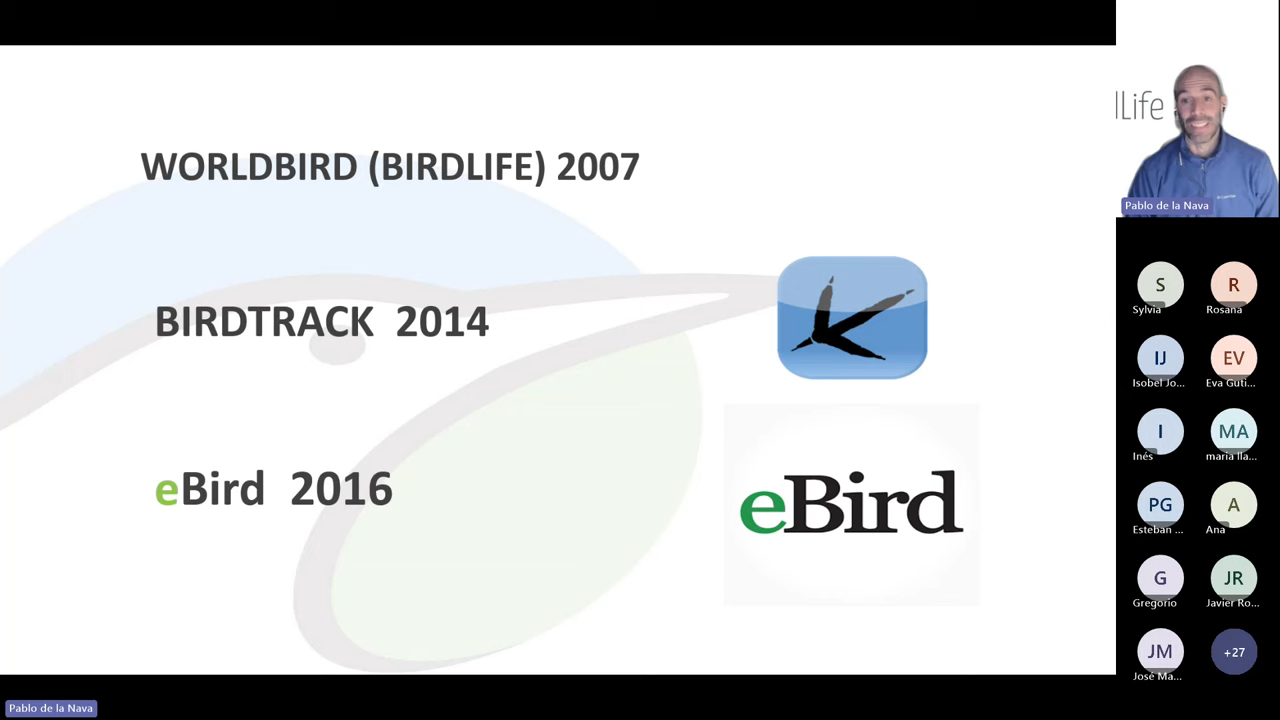 WORLDBIRD (BIRDLIFE) 2007
BIRDTRACK 2014
eBird 2016
eBird
lLife
Pablo de la Nava
S
Sylvia
R
Rosana
IJ
Isobel Jo...
EV
Eva Guti...
I
Inés
MA
maria lla...
PG
Esteban ...
A
Ana
G
Gregorio
JR
Javier Ro...
JM
José Ma...
+27
Pablo de la Nava